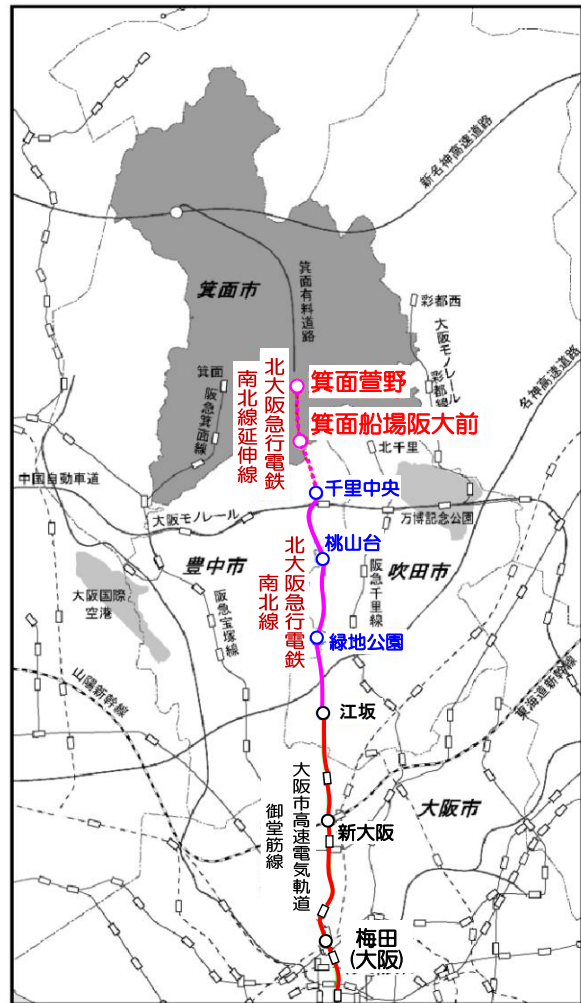 新名神高速道路
箕面有料道路
箕面市
彩都西
大阪モノレール
彩都線
名神高速道路
箕面
阪急箕面線
北大阪急行電鉄
南北線延伸線
箕面萱野
箕面船場阪大前
北千里
中国自動車道
千里中央
大阪モノレール
万博記念公園
豊中市
北大阪急行電鉄
南北線
桃山台
阪急千里線
吹田市
大阪国際
空港
阪急宝塚線
緑地公園
山陽新幹線
東海道新幹線
江坂
大阪市高速電気軌道
御堂筋線
大阪市
新大阪
梅田
(大阪)